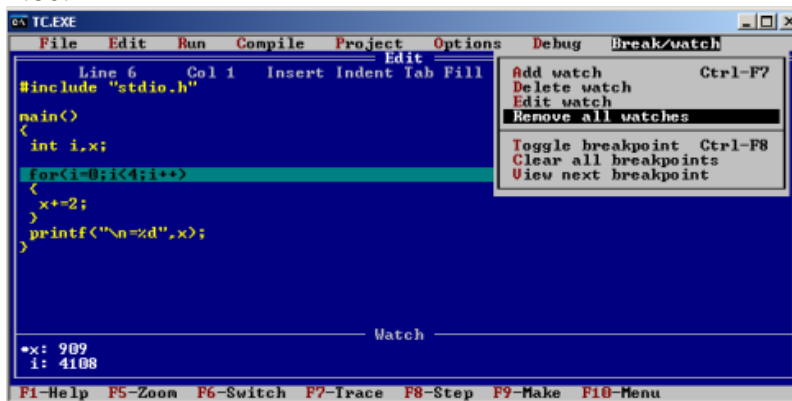 TC.EXE
File Edit Run Compile Project Options Debug Break/watch
Edit
Line 6 Col 1 Insert Indent Tab Fill
#include "stdio.h"
main()
{
int i,x;
for(i=0;i<4;i++)
{
x+=2;
}
printf("\n=%d",x);
}
Add watch Ctrl-F7
Delete watch
Edit watch
Remove all watches
Toggle breakpoint Ctrl-F8
Clear all breakpoints
View next breakpoint
Watch
•x: 909
i: 4108
F1-Help F5-Zoom F6-Switch F7-Trace F8-Step F9-Make F10-Menu